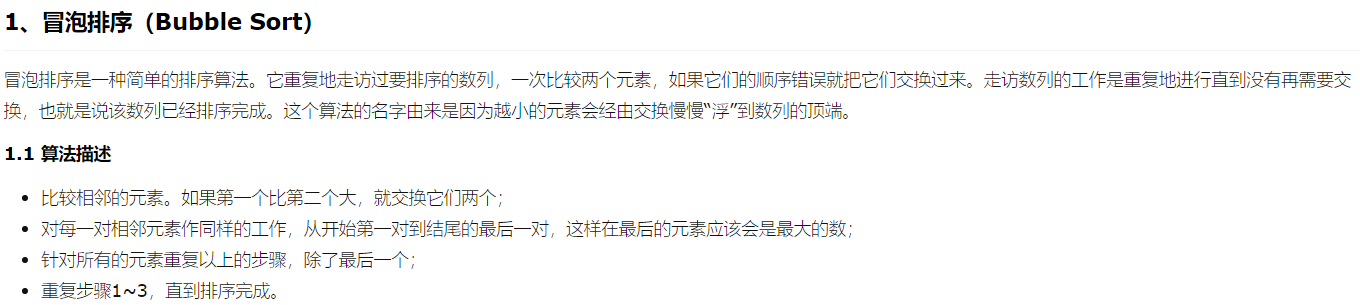 1、冒泡排序（Bubble Sort）
冒泡排序是一种简单的排序算法。它重复地走访过要排序的数列，一次比较两个元素，如果它们的顺序错误就把它们交换过来。走访数列的工作是重复地进行直到没有再需要交
换，也就是说该数列已经排序完成。这个算法的名字由来是因为越小的元素会经由交换慢慢“浮”到数列的顶端。
1.1 算法描述
比较相邻的元素。如果第一个比第二个大，就交换它们两个；
对每一对相邻元素作同样的工作，从开始第一对到结尾的最后一对，这样在最后的元素应该会是最大的数；
针对所有的元素重复以上的步骤，除了最后一个；
重复步骤1~3，直到排序完成。